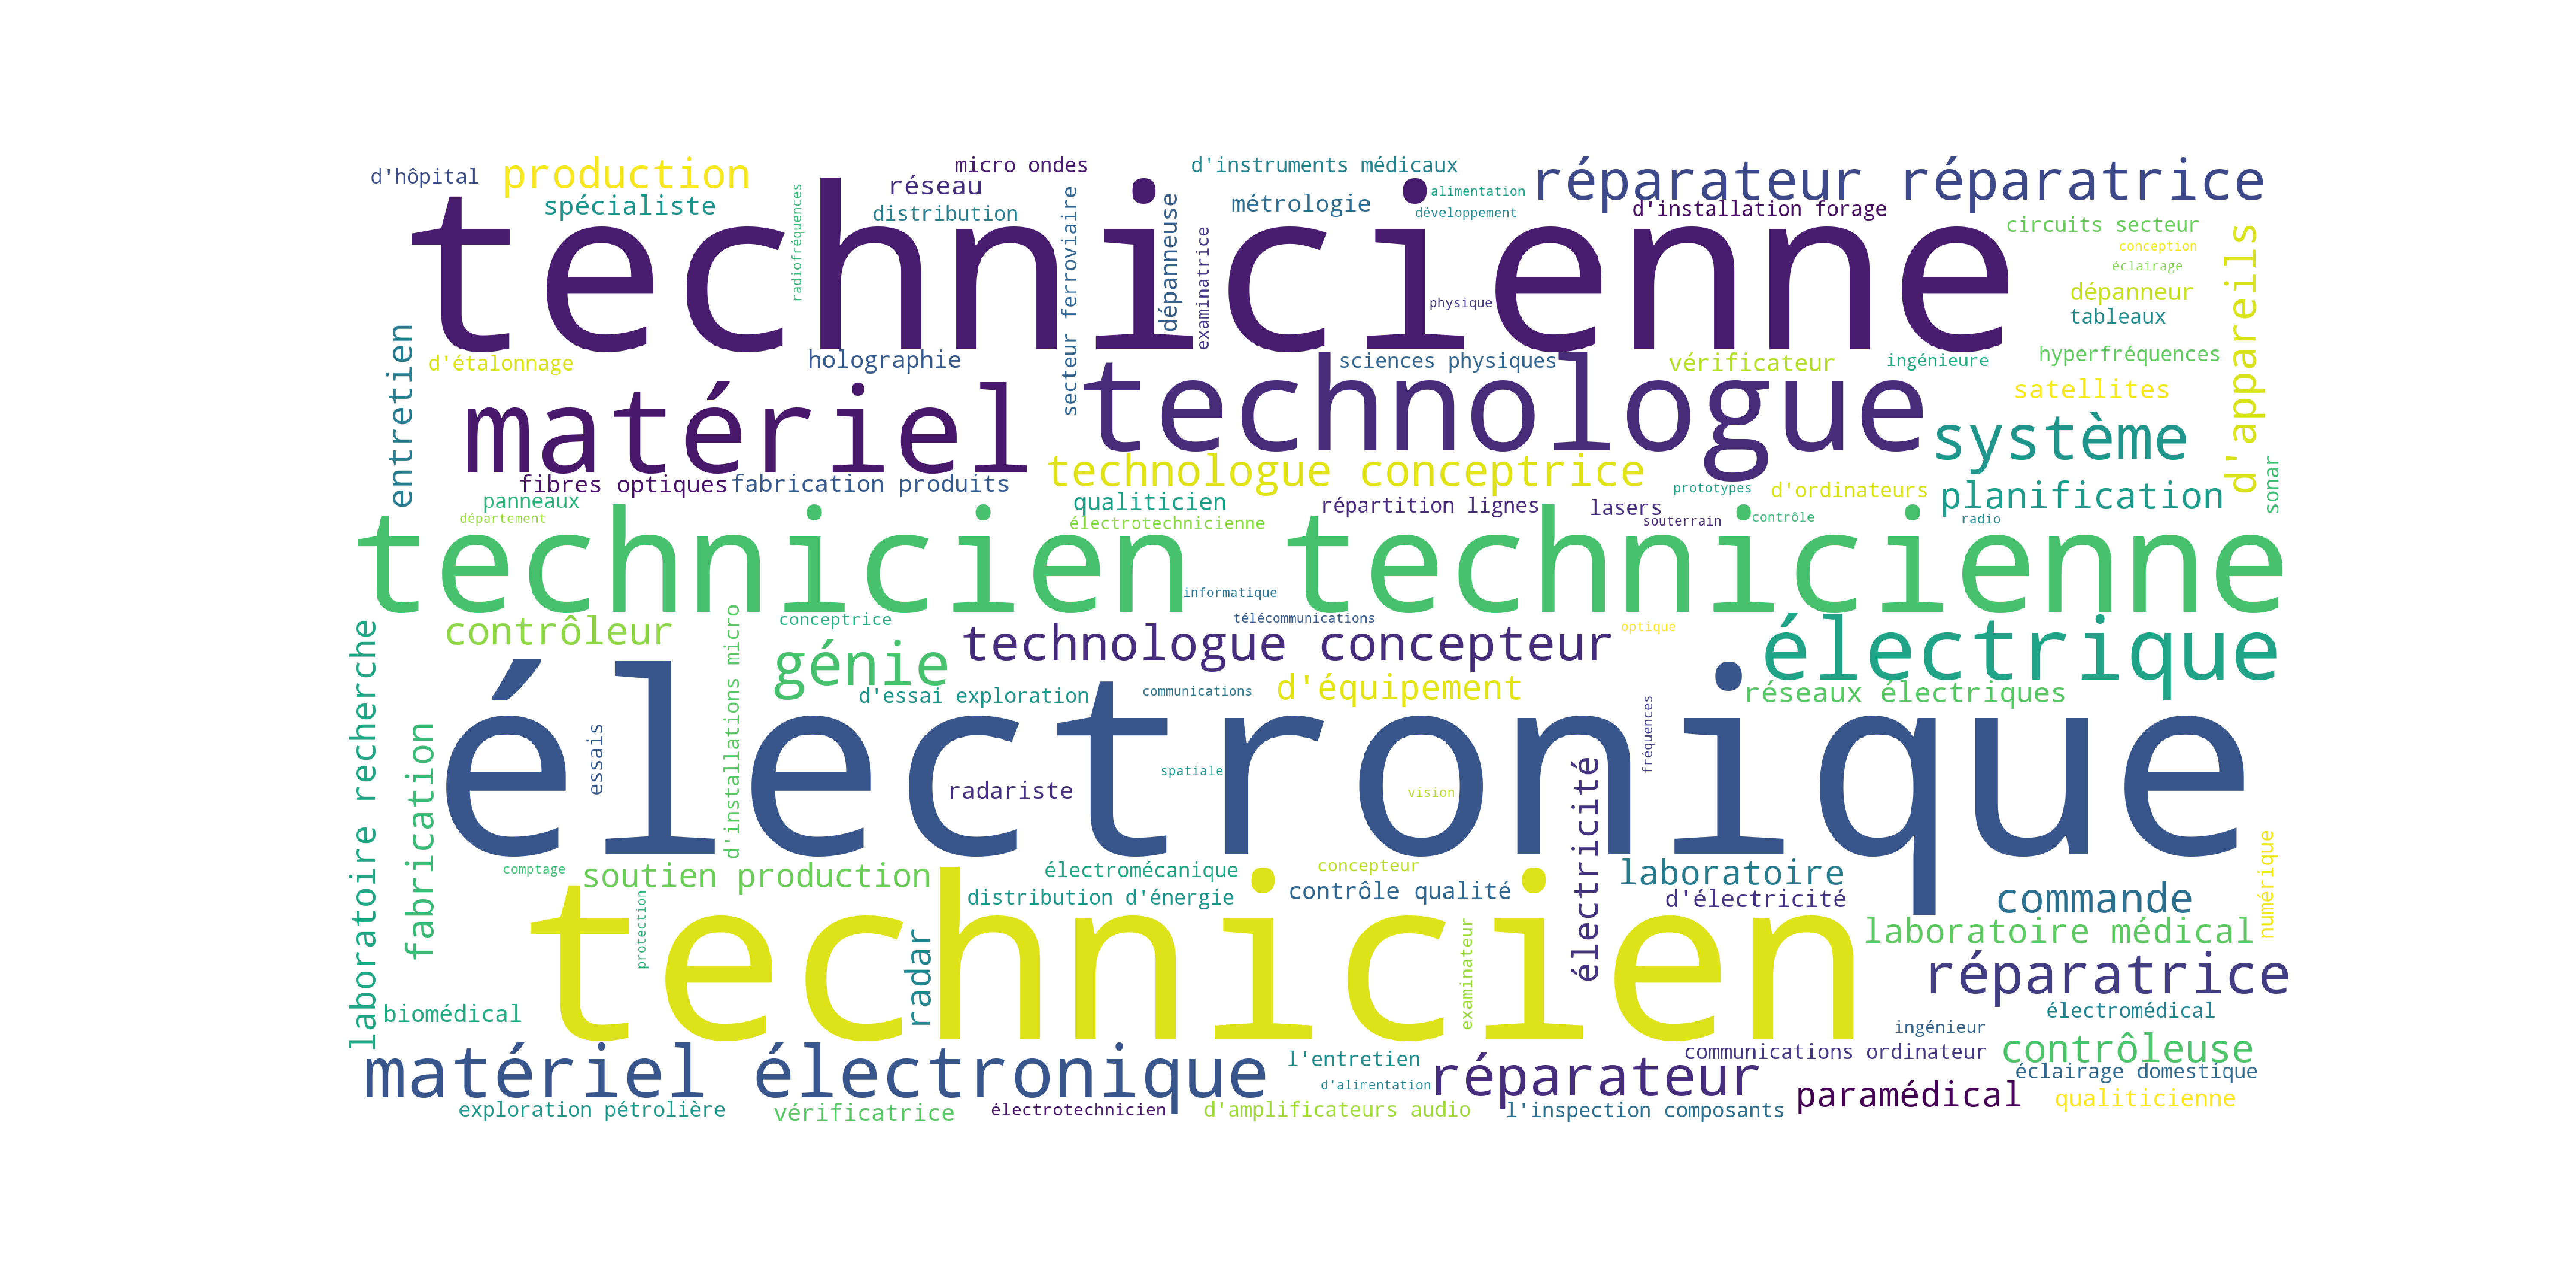 d'hôpital
production
spécialiste
radiofréquences
réseau
micro ondes
distribution
secteur ferroviaire
dépanneuse
examinatrice
d'instruments médicaux
métrologie
alimentation
développement
réparateur réparatrice
d'installation forage
circuits secteur
conception
éclairage
dépanneur
tableaux
d'appareils
technicienne
physique
entretien
d'étalonnage
holographie
sciences physiques
vérificateur
ingénieure
hyperfréquences
satellites
matériel
technologue
système
fibres optiques
fabrication produits
technologue conceptrice
prototypes
d'ordinateurs
planification
sonar
panneaux
département
qualiticien
électrotechnicienne
répartition lignes
lasers
souterrain
contrôle
radio
technicien technicienne
informatique
laboratoire recherche
contrôleur
d'installations micro
conceptrice
télécommunications
optique
génie
technologue concepteur
électrique
d'essai exploration
communications
d'équipement
réseaux électriques
fabrication
essais
électronique
radariste
spatiale
vision
électricité
fréquences
numérique
comptage
soutien production
électromécanique
concepteur
distribution d'énergie
contrôle qualité
laboratoire
d'électricité
commande
protection
radar
technicien
examinateur
laboratoire médical
réparatrice
biomédical
électromédical
ingénieur
matériel électronique
l'entretien
d'alimentation
réparateur
communications ordinateur
contrôleuse
éclairage domestique
paramédical
qualiticienne
exploration pétrolière
vérificatrice
électrotechnicien
d'amplificateurs audio
l'inspection composants